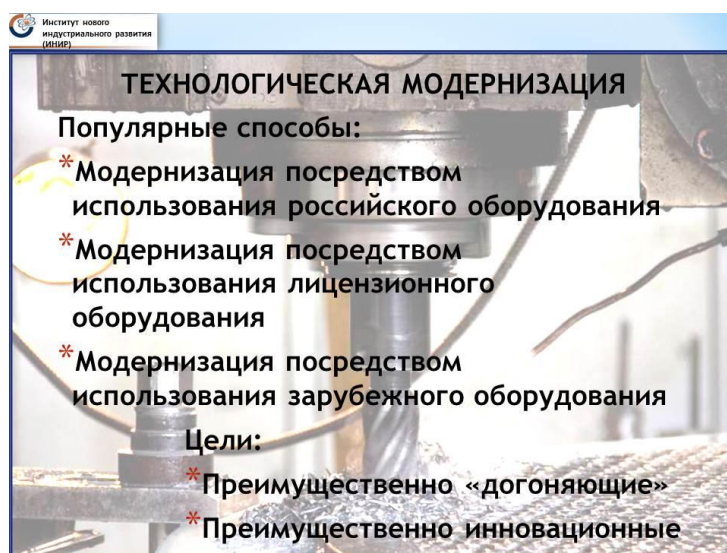 Институт нового
индустриального развития
(ИНИР)
ТЕХНОЛОГИЧЕСКАЯ МОДЕРНИЗАЦИЯ
Популярные способы:
*Модернизация посредством
использования российского оборудования
*Модернизация посредством
использования лицензионного
оборудования
*Модернизация посредством
использования зарубежного оборудования
Цели:
*Преимущественно «догоняющие»
*Преимущественно инновационные